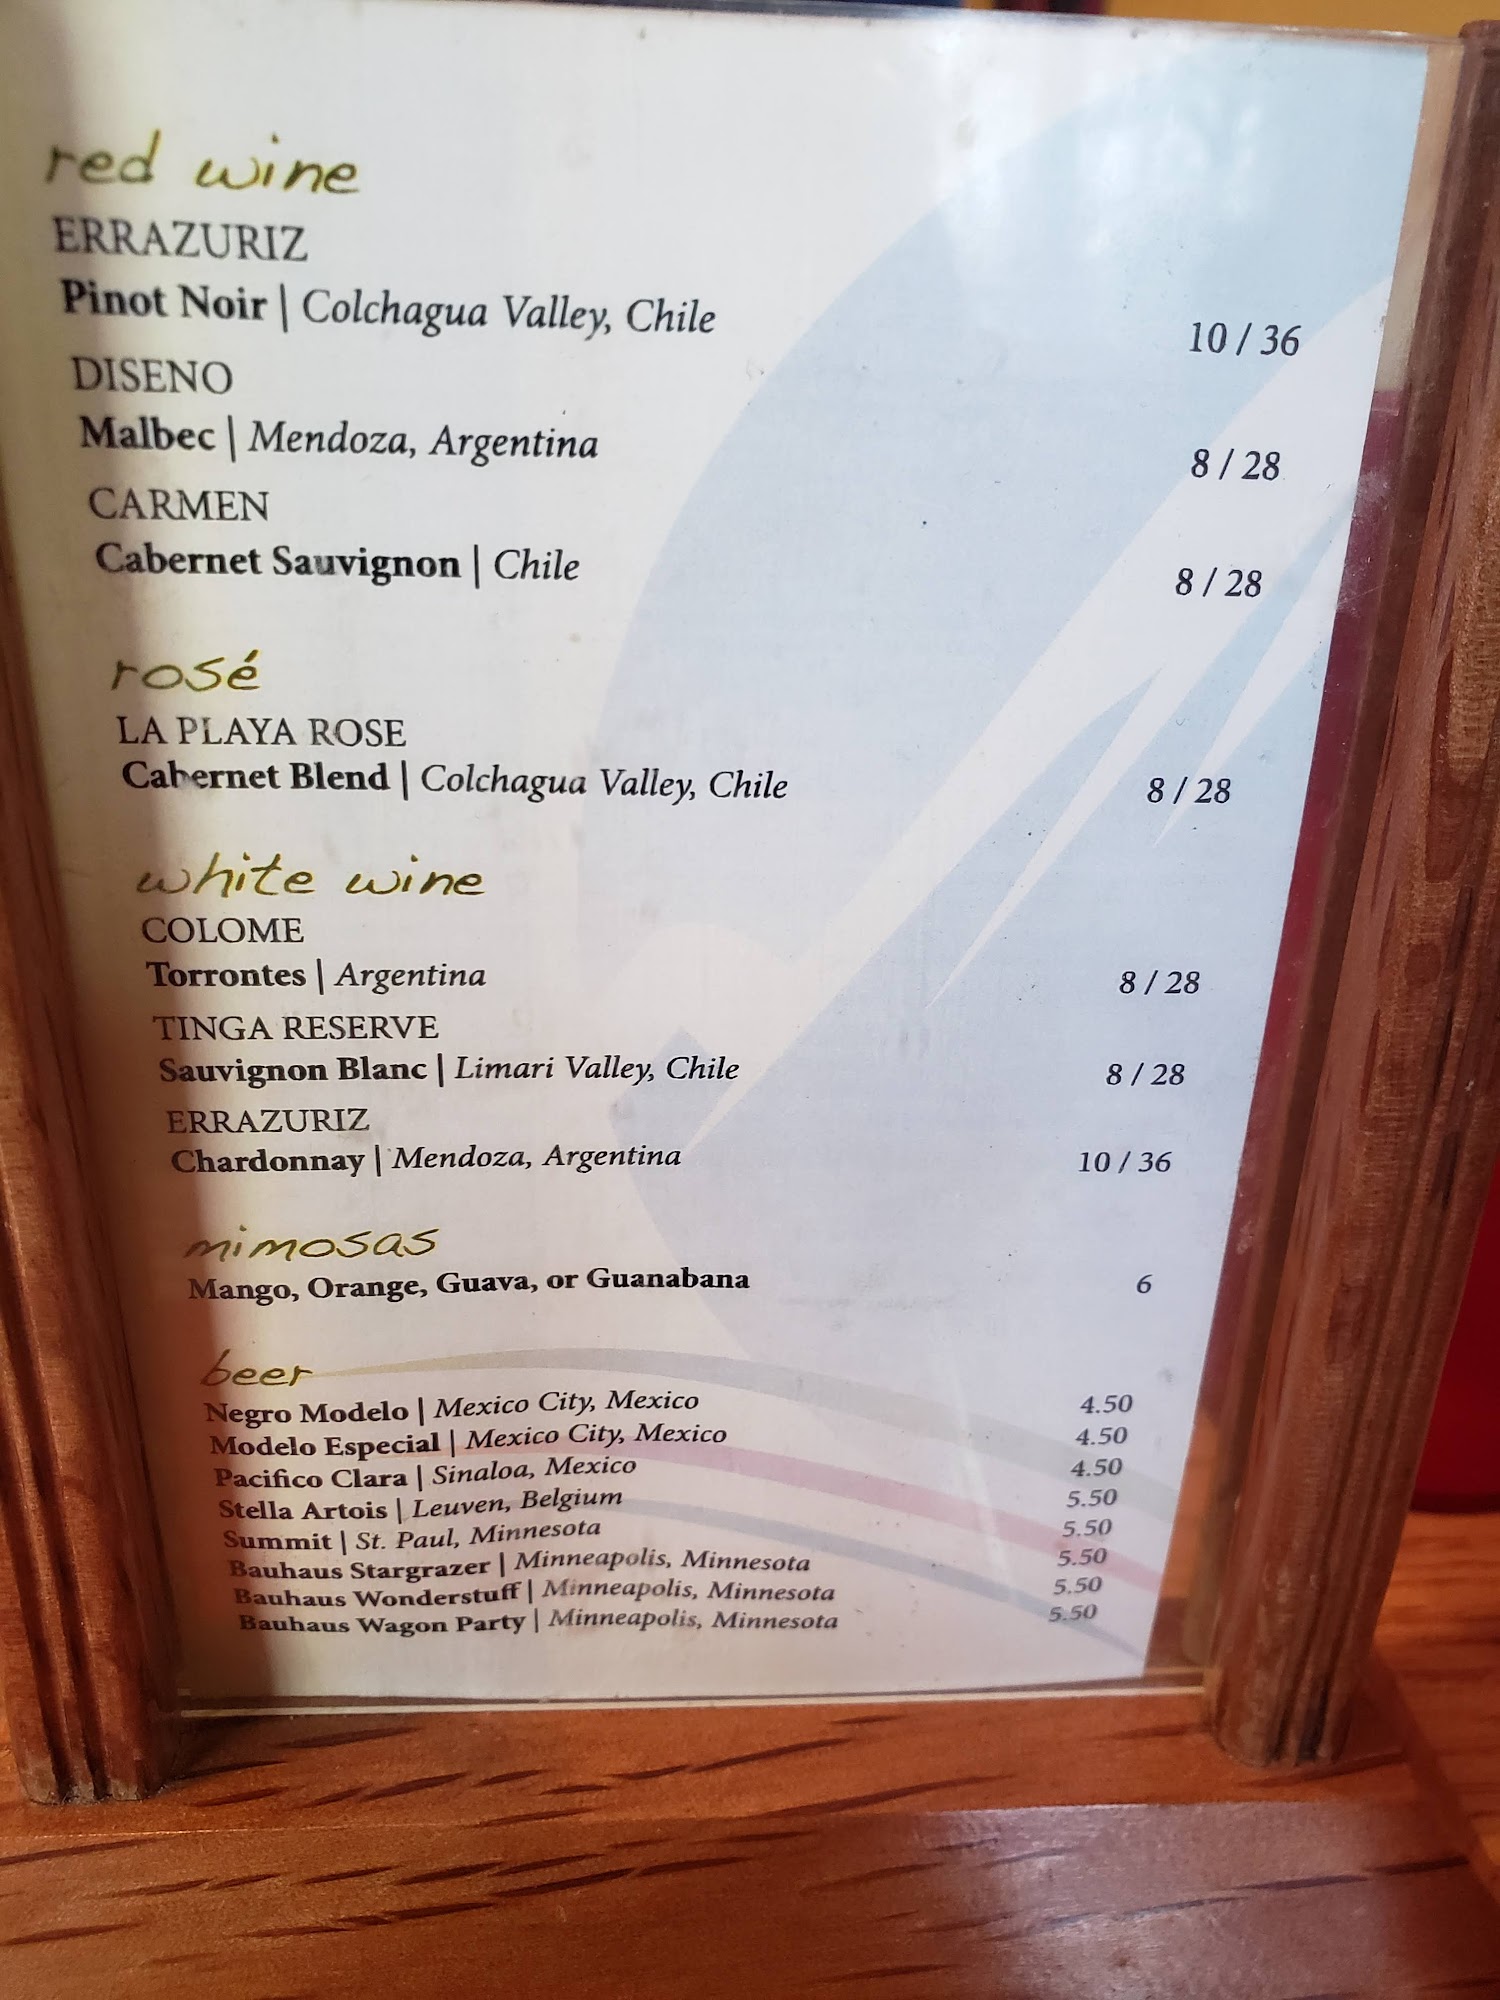 red wine
ERRAZURIZ
Pinot Noir | Colchagua Valley, Chile 10 / 36
DISENO
Malbec | Mendoza, Argentina 8 / 28
CARMEN
Cabernet Sauvignon | Chile 8 / 28
rosé
LA PLAYA ROSE
Cabernet Blend | Colchagua Valley, Chile 8 / 28
white wine
COLOME
Torrontes | Argentina 8 / 28
TINGA RESERVE
Sauvignon Blanc | Limari Valley, Chile 8 / 28
ERRAZURIZ
Chardonnay | Mendoza, Argentina 10 / 36
mimosas
Mango, Orange, Guava, or Guanabana 6
beer
Negro Modelo | Mexico City, Mexico 4.50
Modelo Especial | Mexico City, Mexico 4.50
Pacifico Clara | Sinaloa, Mexico 4.50
Stella Artois | Leuven, Belgium 5.50
Summit | St. Paul, Minnesota 5.50
Bauhaus Stargrazer | Minneapolis, Minnesota 5.50
Bauhaus Wonderstuff | Minneapolis, Minnesota 5.50
Bauhaus Wagon Party | Minneapolis, Minnesota 5.50